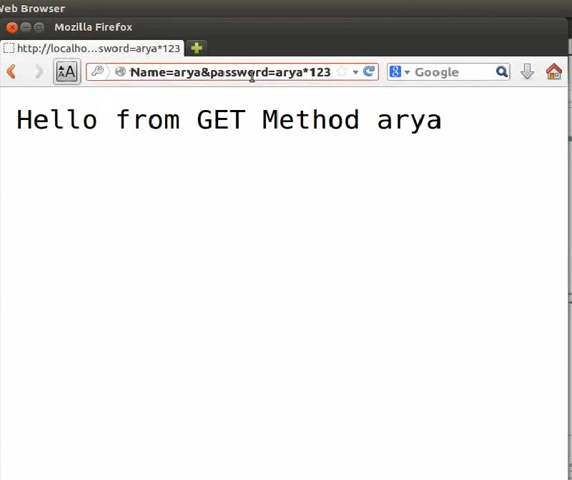 Web Browser
Mozilla Firefox
http://localho...sword=arya*123
Name=arya&password=arya*123
Google
Hello from GET Method arya